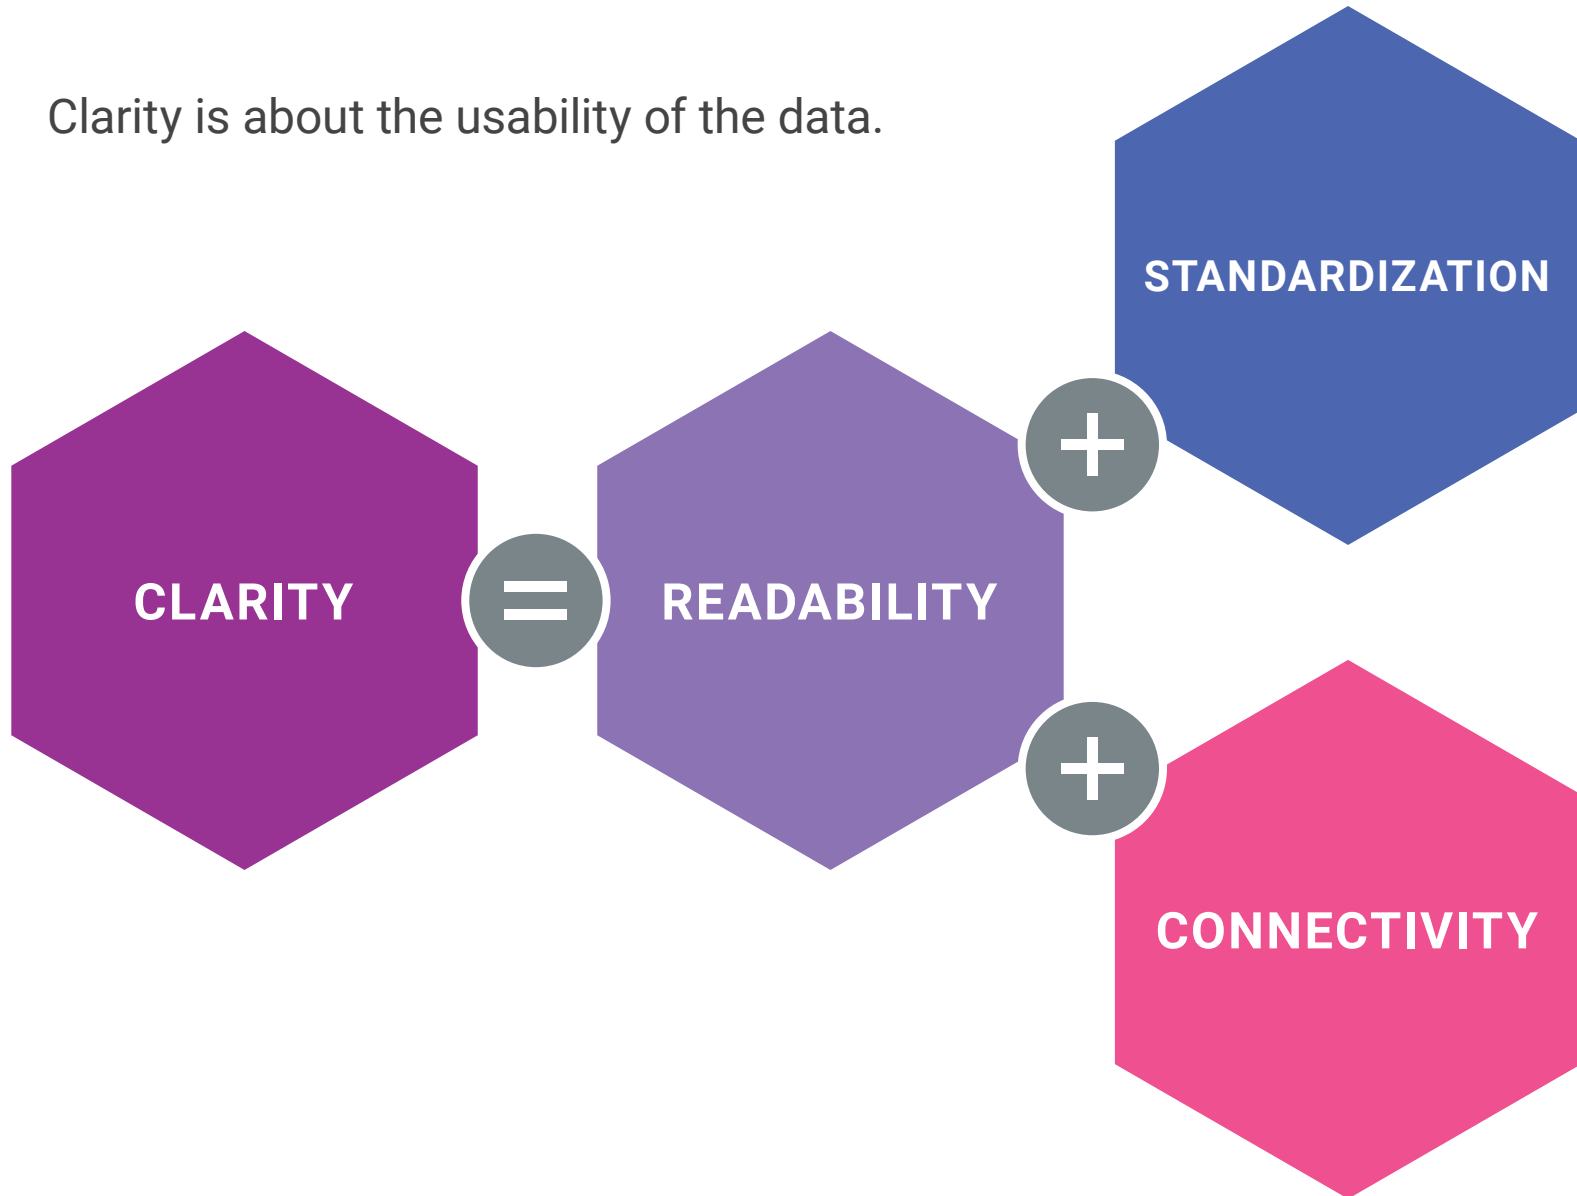 Clarity is about the usability of the data.
STANDARDIZATION
+
CLARITY
=
READABILITY
+
CONNECTIVITY